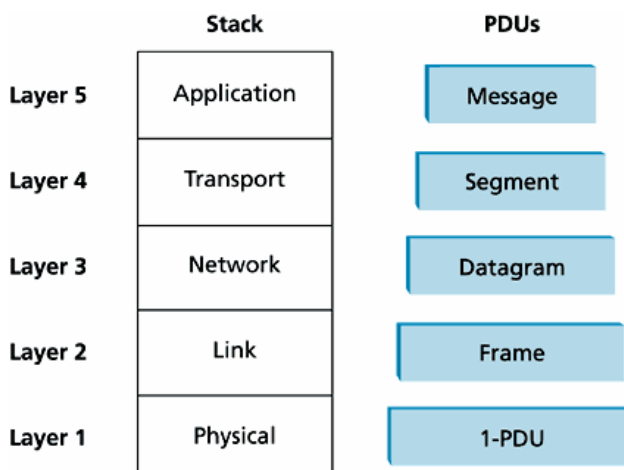 Stack PDUs
Layer 5 Application Message
Layer 4 Transport Segment
Layer 3 Network Datagram
Layer 2 Link Frame
Layer 1 Physical 1-PDU